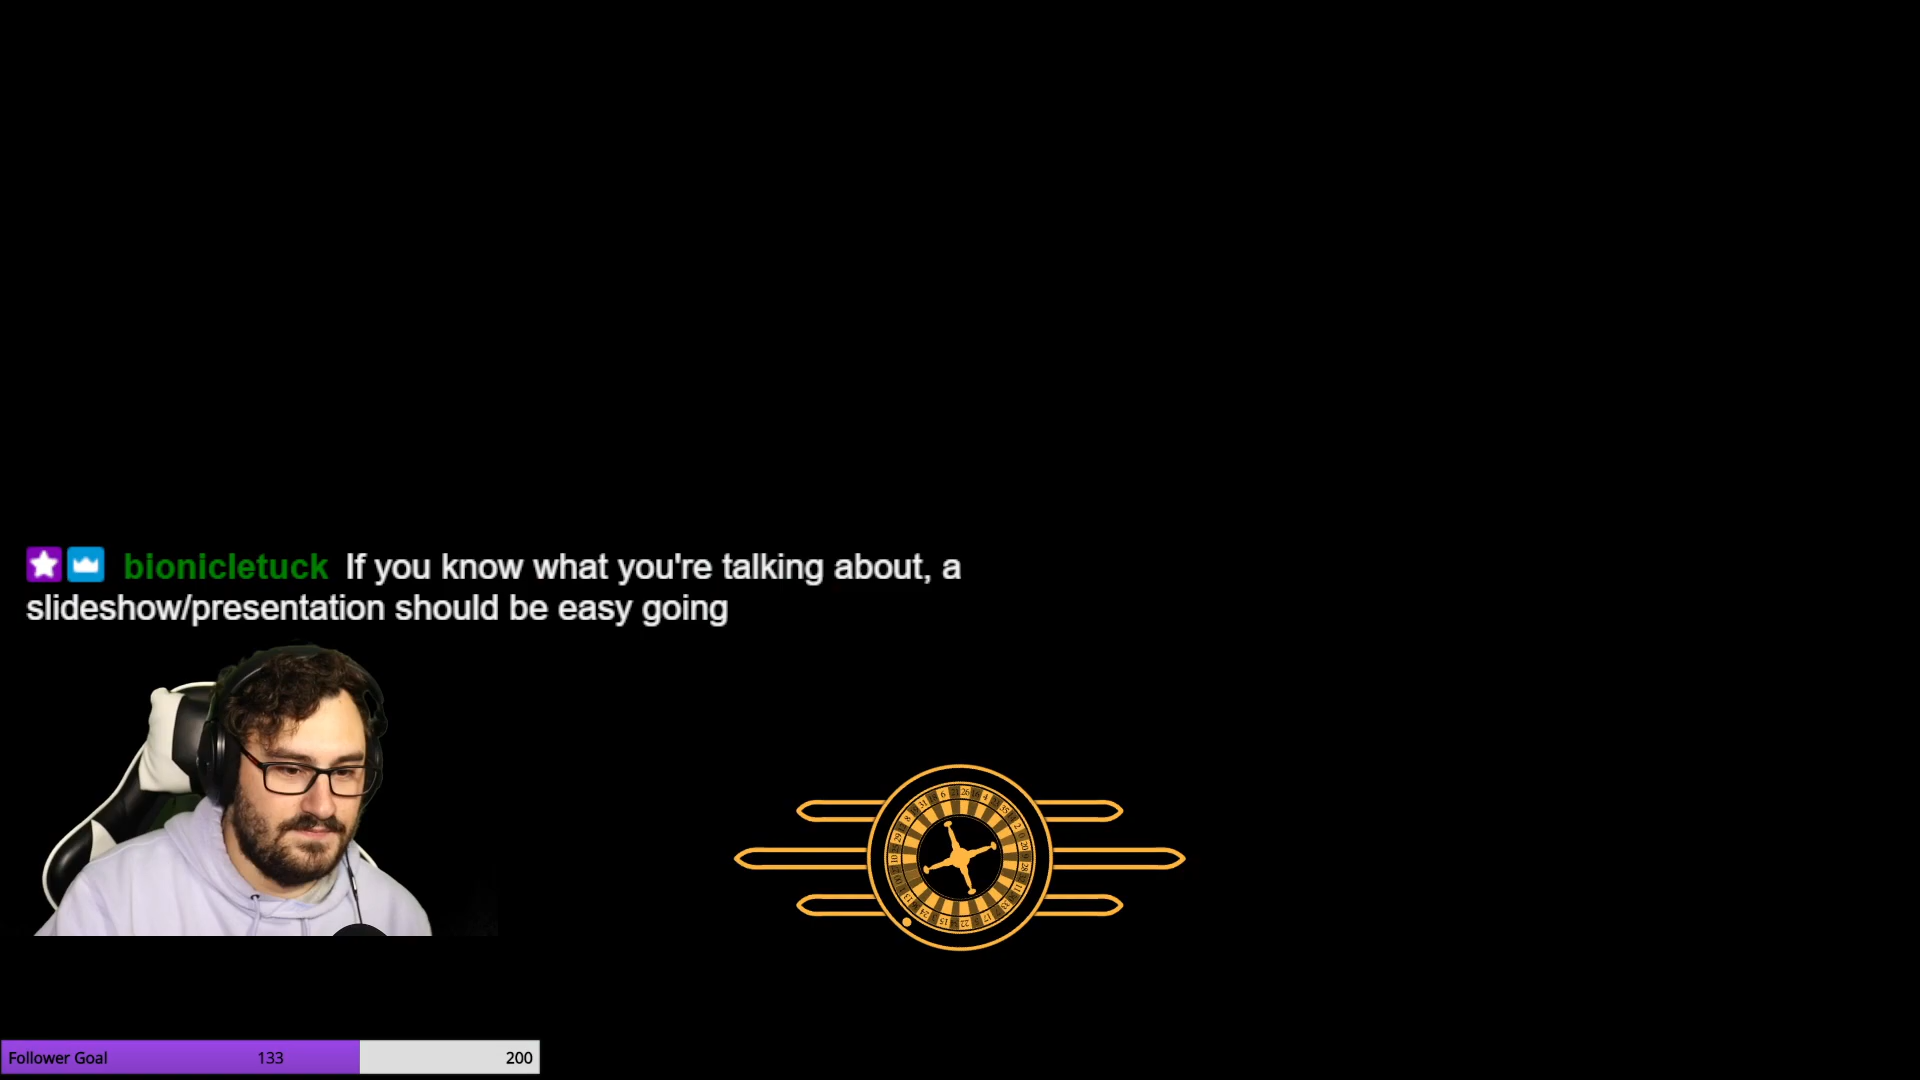 bionicletuck If you know what you're talking about, a
slideshow/presentation should be easy going
Follower Goal 133 200